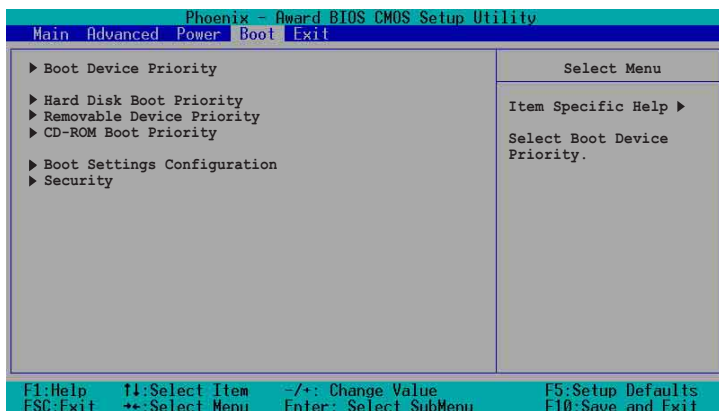 Phoenix - Award BIOS CMOS Setup Utility
Main Advanced Power Boot Exit
Boot Device Priority
Hard Disk Boot Priority
Removable Device Priority
CD-ROM Boot Priority
Boot Settings Configuration
Security
Select Menu
Item Specific Help
Select Boot Device
Priority.
F1:Help ↑↓:Select Item -/+: Change Value F5:Setup Defaults
ESC:Exit →←:Select Menu Enter: Select SubMenu F10:Save and Exit